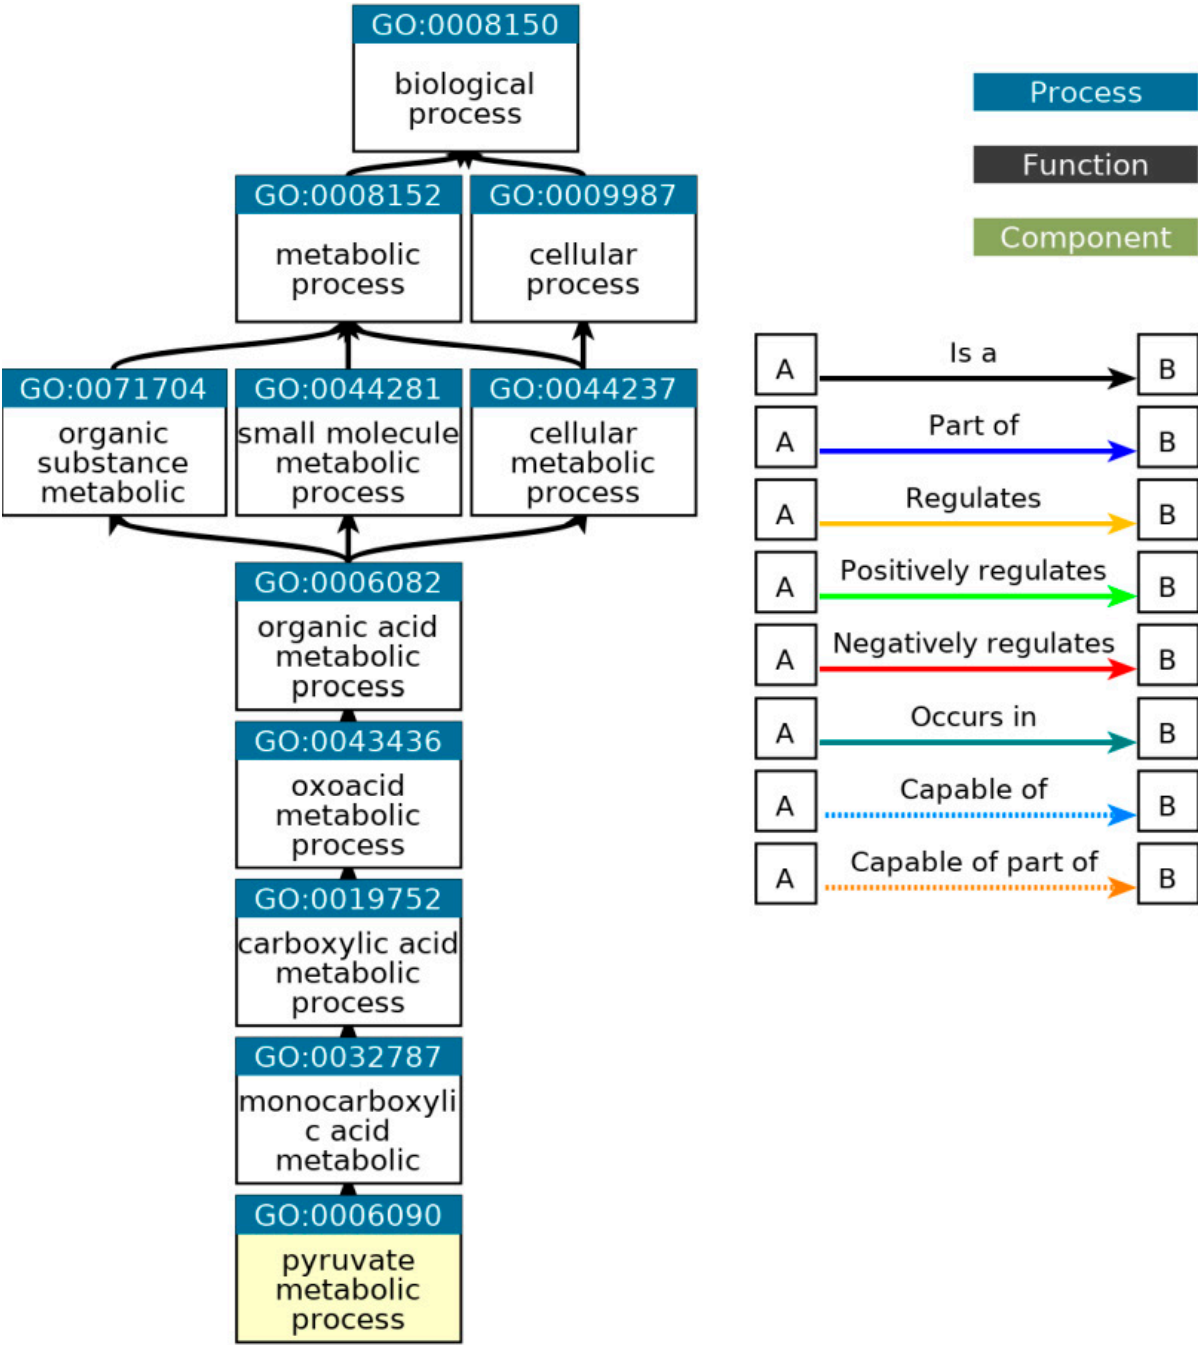 GO:0008150
biological
process
GO:0008152
metabolic
process
GO:0009987
cellular
process
GO:0071704
organic
substance
metabolic
GO:0044281
small molecule
metabolic
process
GO:0044237
cellular
metabolic
process
GO:0006082
organic acid
metabolic
process
GO:0043436
oxoacid
metabolic
process
GO:0019752
carboxylic acid
metabolic
process
GO:0032787
monocarboxyli
c acid
metabolic
GO:0006090
pyruvate
metabolic
process
Process
Function
Component
A Is a B
A Part of B
A Regulates B
A Positively regulates B
A Negatively regulates B
A Occurs in B
A Capable of B
A Capable of part of B